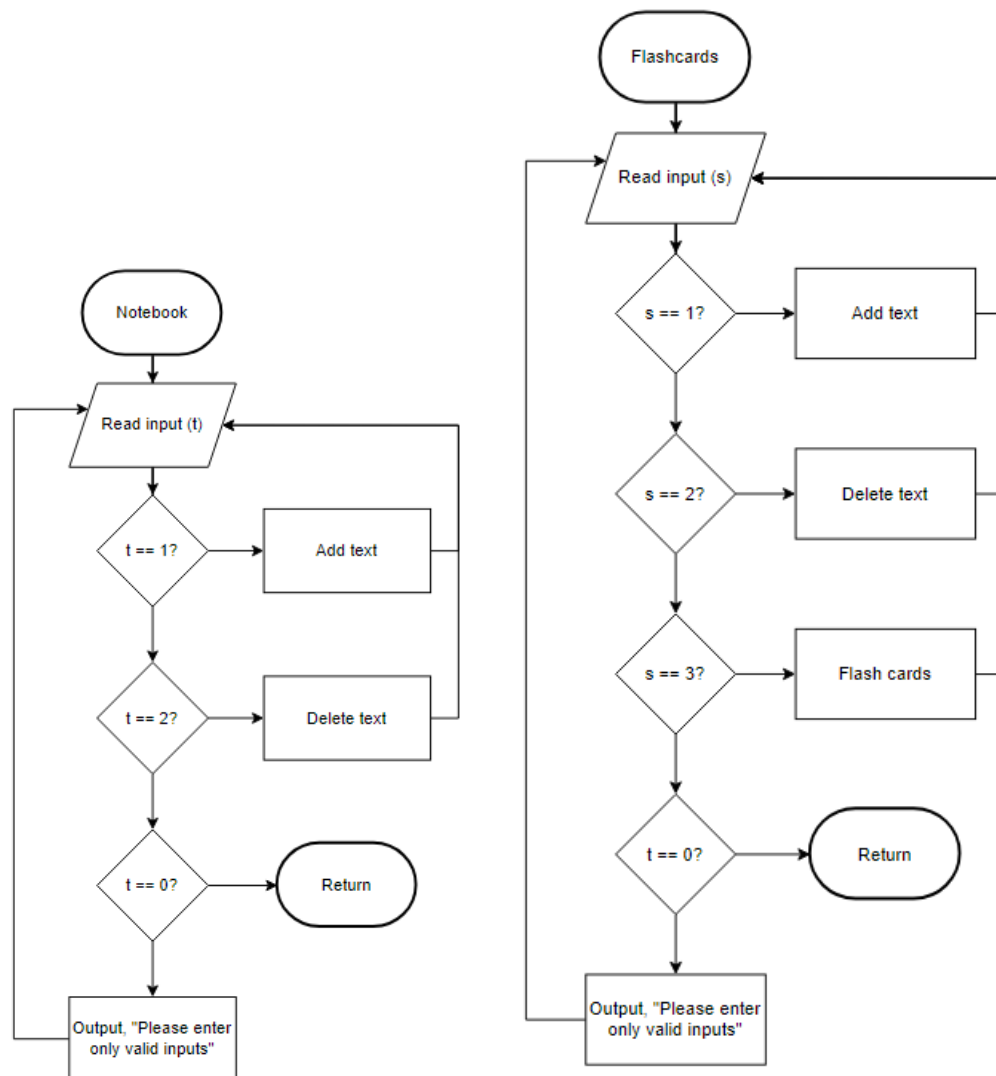 Notebook
Read input (t)
t == 1?
Add text
t == 2?
Delete text
t == 0?
Return
Output, "Please enter
only valid inputs"
Flashcards
Read input (s)
s == 1?
Add text
s == 2?
Delete text
s == 3?
Flash cards
t == 0?
Return
Output, "Please enter
only valid inputs"